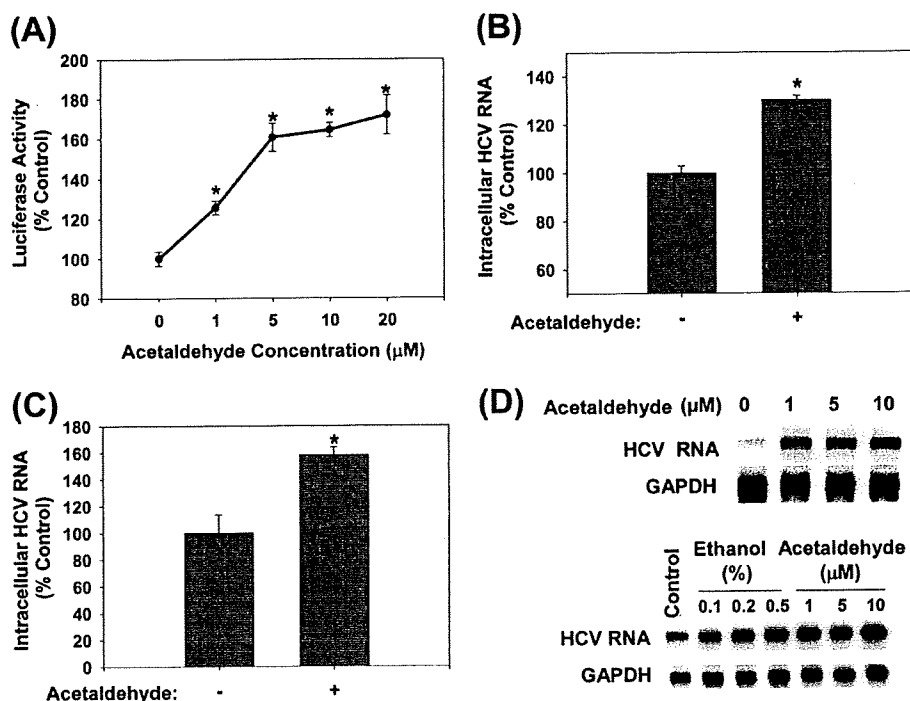 (A)
Luciferase Activity
(% Control)
200
180
160
140
120
100
80
*
*
*
*
0 1 5 10 20
Acetaldehyde Concentration (µM)
(B)
Intracellular HCV RNA
(% Control)
140
120
100
80
60
*
Acetaldehyde: - +
(C)
Intracellular HCV RNA
(% Control)
200
180
160
140
120
100
80
60
40
20
0
*
Acetaldehyde: - +
(D)
Acetaldehyde (µM) 0 1 5 10
HCV RNA
GAPDH
Control
Ethanol
(%)
Acetaldehyde
(µM)
0.1 0.2 0.5 1 5 10
HCV RNA
GAPDH